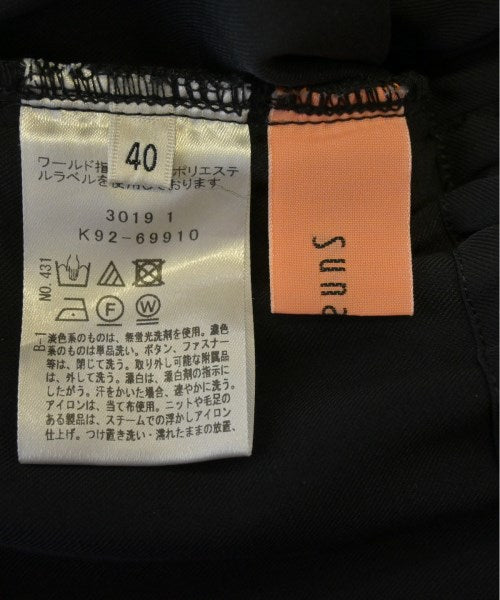 40
ワールド指 ポリエステ
ルラベルを使用しております
3019 1
K92-69910
B-1 NO.431
F
W
淡色系のものは、無蛍光洗剤を使用。濃色
系のものは単品洗い。ボタン、ファスナー
等は、閉じて洗う。取り外し可能な附属品
は、外して洗う。漂白は、漂白剤の指示に
したがう。汗をかいた場合、速やかに洗う。
アイロンは、当て布使用。ニットや毛足の
ある製品は、スチームでの浮かしアイロン
仕上げ。つけ置き洗い・濡れたままの放置、
Suns